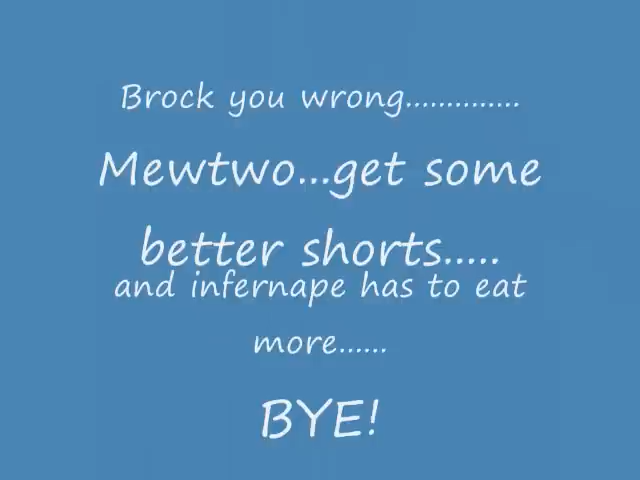 Brock you wrong..............
Mewtwo...get some
better shorts.....
and infernape has to eat
more......
BYE!